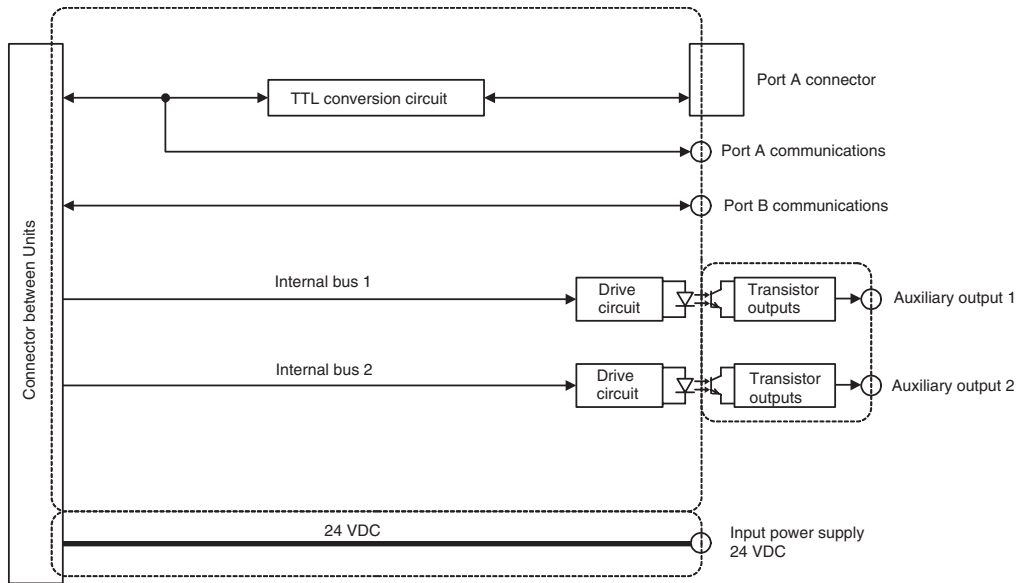 Port A connector
TTL conversion circuit
Port A communications
Port B communications
Connector between Units
Internal bus 1
Drive
circuit
Transistor
outputs
Auxiliary output 1
Internal bus 2
Drive
circuit
Transistor
outputs
Auxiliary output 2
24 VDC
Input power supply
24 VDC